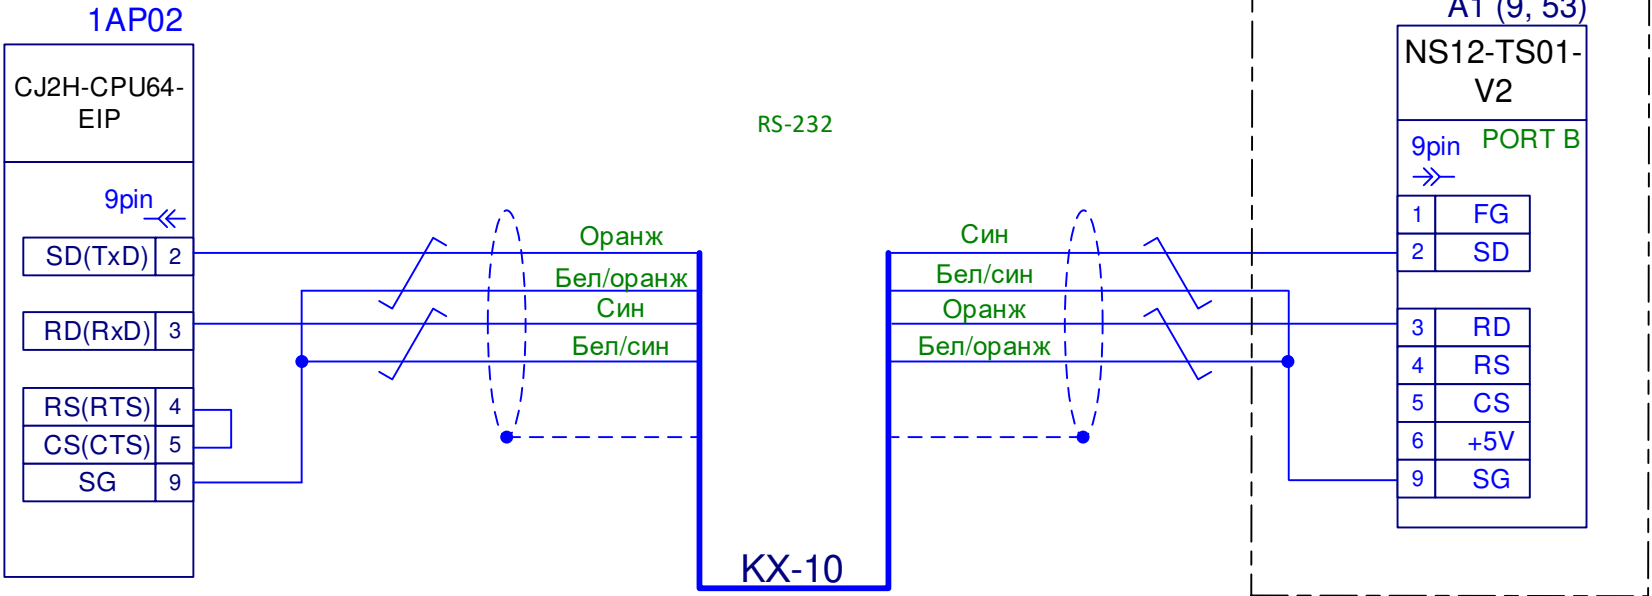 1AP02
CJ2H-CPU64-
EIP
9pin
SD(TxD) 2
RD(RxD) 3
RS(RTS) 4
CS(CTS) 5
SG 9
RS-232
Оранж
Бел/оранж
Син
Бел/син
KX-10
Син
Бел/син
Оранж
Бел/оранж
A1 (9, 53)
NS12-TS01-
V2
9pin PORT B
1 FG
2 SD
3 RD
4 RS
5 CS
6 +5V
9 SG